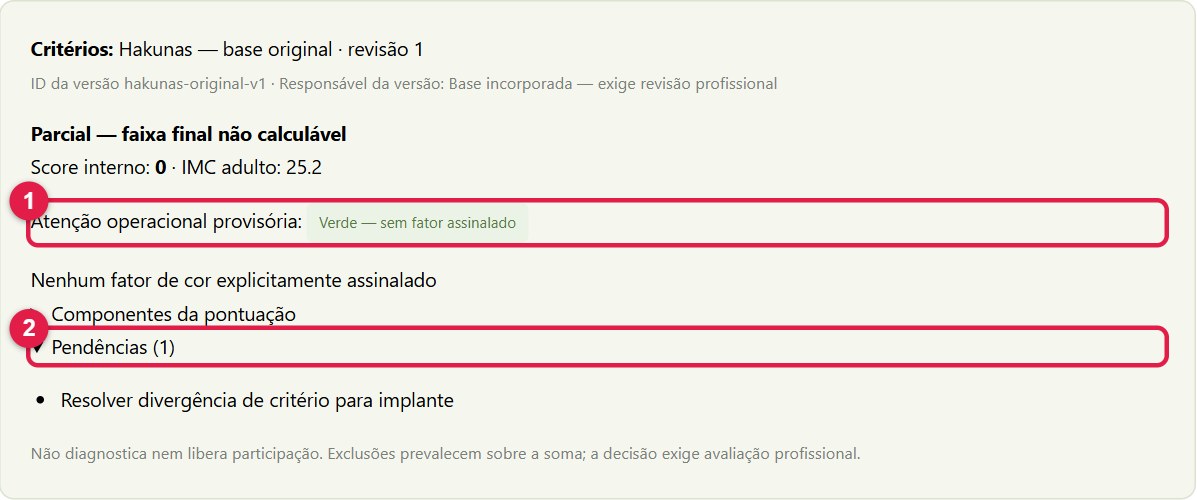 Critérios: Hakunas — base original · revisão 1
ID da versão hakunas-original-v1 · Responsável da versão: Base incorporada — exige revisão profissional
Parcial — faixa final não calculável
Score interno: 0 · IMC adulto: 25.2
1
Atenção operacional provisória: Verde — sem fator assinalado
Nenhum fator de cor explicitamente assinalado
Componentes da pontuação
2
Pendências (1)
• Resolver divergência de critério para implante
Não diagnostica nem libera participação. Exclusões prevalecem sobre a soma; a decisão exige avaliação profissional.